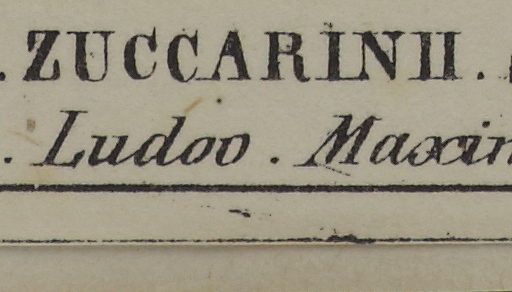 . ZUCCARINII .
. Ludov . Maxim